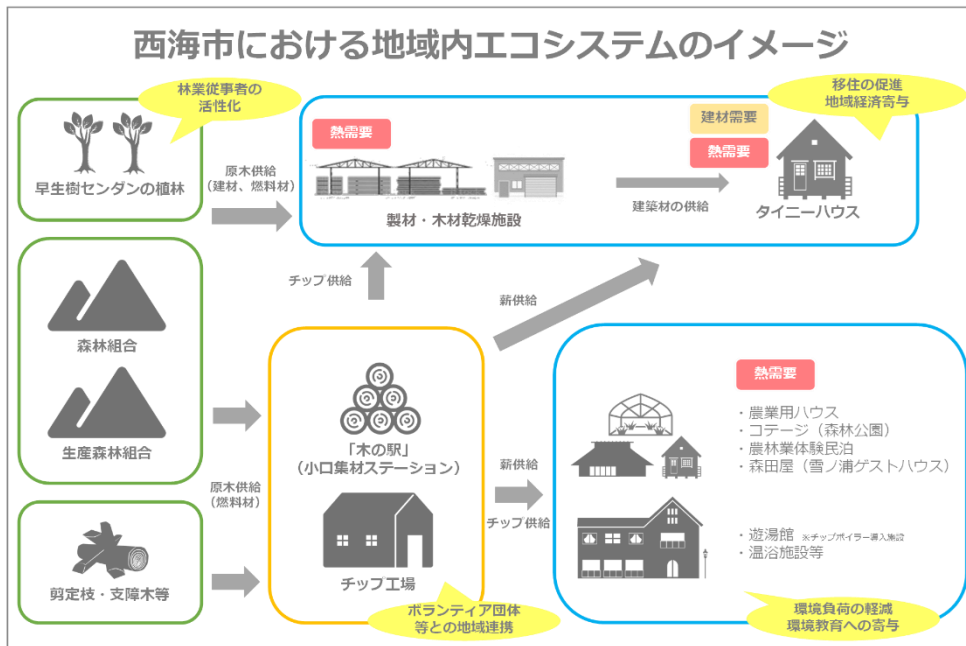 西海市における地域内エコシステムのイメージ
林業従事者の
活性化
早生樹センダンの植林
原木供給
(建材、燃料材)
熱需要
製材・木材乾燥施設
建築材の供給
建材需要
熱需要
移住の促進
地域経済寄与
タイニーハウス
チップ供給
薪供給
森林組合
生産森林組合
原木供給
(燃料材)
剪定枝・支障木等
「木の駅」
(小口集材ステーション)
チップ工場
ボランティア団体
等との地域連携
薪供給
チップ供給
熱需要
・農業用ハウス
・コテージ(森林公園)
・農林業体験民泊
・森田屋(雪ノ浦ゲストハウス)
・遊湯館 ※チップボイラー導入施設
・温浴施設等
環境負荷の軽減
環境教育への寄与